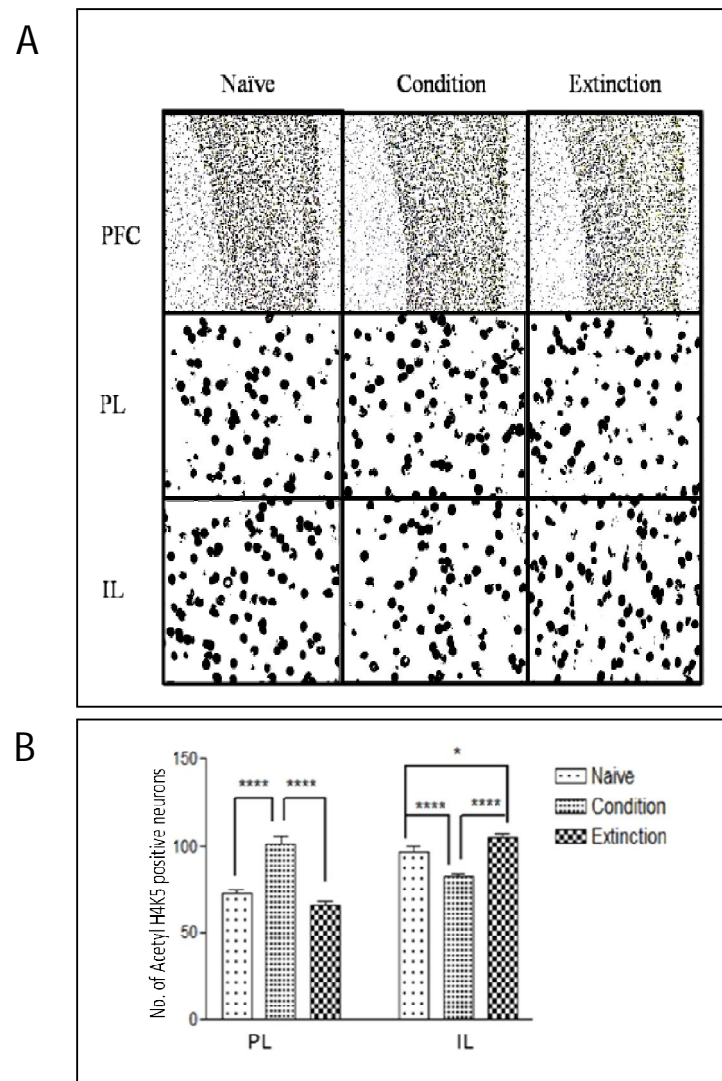 A
Naïve Condition Extinction
PFC
PL
IL
B
No. of Acetyl H4K5 positive neurons
150
100
50
0
**** ****
*
**** ****
Naive
Condition
Extinction
PL IL